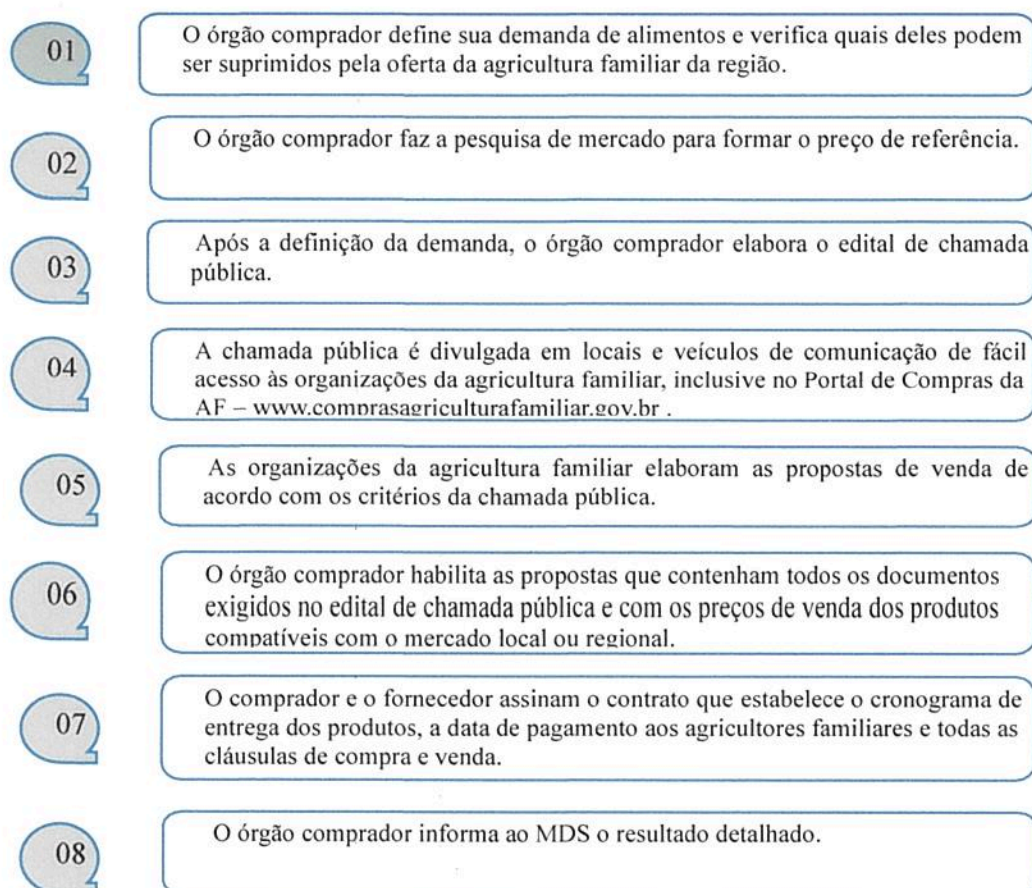 01
O órgão comprador define sua demanda de alimentos e verifica quais deles podem
ser suprimidos pela oferta da agricultura familiar da região.
02
O órgão comprador faz a pesquisa de mercado para formar o preço de referência.
03
Após a definição da demanda, o órgão comprador elabora o edital de chamada
pública.
04
A chamada pública é divulgada em locais e veículos de comunicação de fácil
acesso às organizações da agricultura familiar, inclusive no Portal de Compras da
AF – www.comprasagriculturafamiliar.gov.br .
05
As organizações da agricultura familiar elaboram as propostas de venda de
acordo com os critérios da chamada pública.
06
O órgão comprador habilita as propostas que contenham todos os documentos
exigidos no edital de chamada pública e com os preços de venda dos produtos
compatíveis com o mercado local ou regional.
07
O comprador e o fornecedor assinam o contrato que estabelece o cronograma de
entrega dos produtos, a data de pagamento aos agricultores familiares e todas as
cláusulas de compra e venda.
08
O órgão comprador informa ao MDS o resultado detalhado.